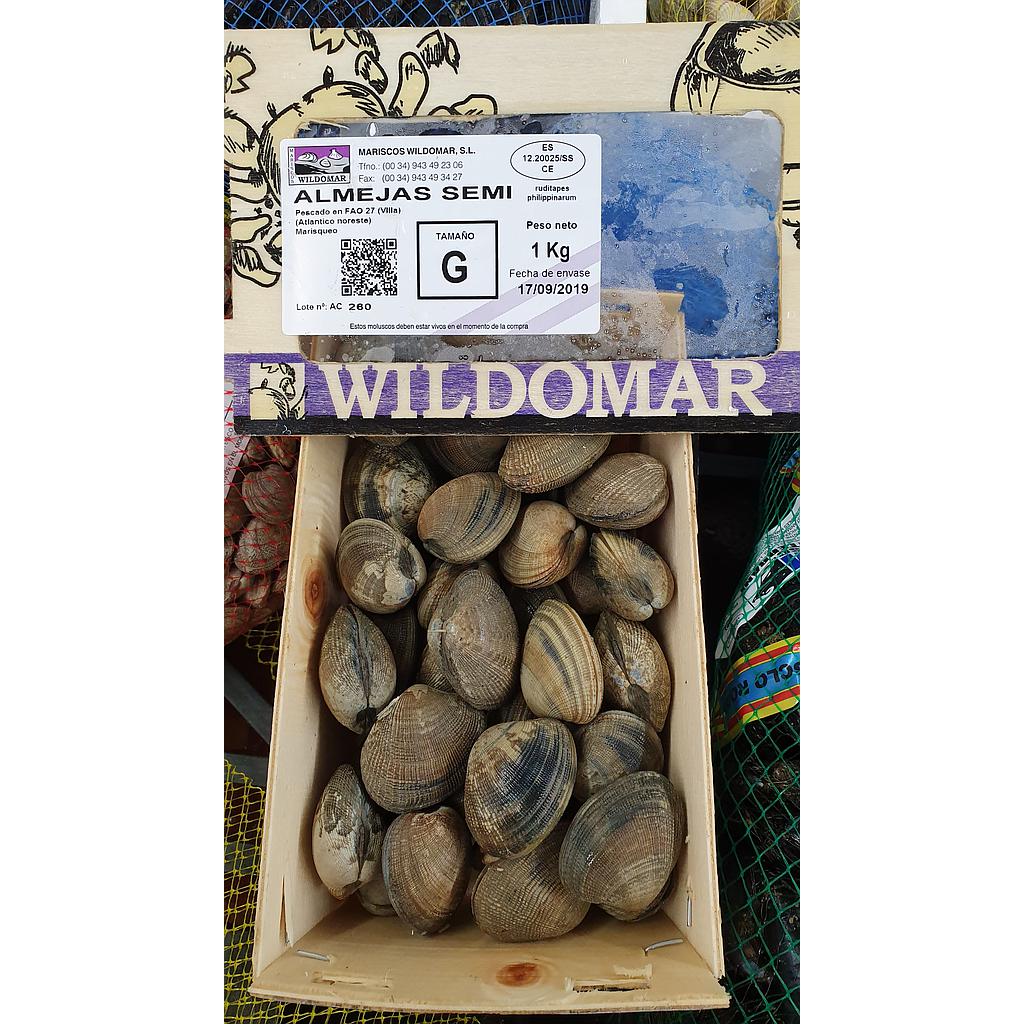 MARISCOS
WILDOMAR
MARISCOS WILDOMAR, S.L.
Tfno.: (00 34) 943 49 23 06
Fax: (00 34) 943 49 34 27
ES
12.20025/SS
CE
ALMEJAS SEMI
ruditapes
philippinarum
Pescado en FAO 27 (VIIIa)
(Atlantico noreste)
Marisqueo
TAMAÑO
G
Peso neto
1 Kg
Fecha de envase
17/09/2019
Lote nº: AC 260
Estos moluscos deben estar vivos en el momento de la compra
WILDOMAR